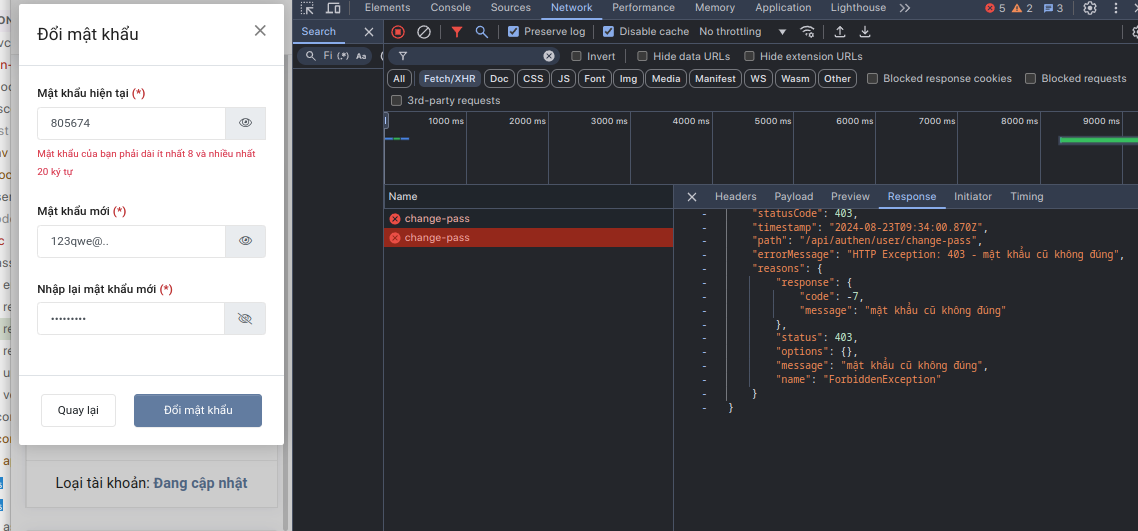 Đổi mật khẩu
Mật khẩu hiện tại (*)
805674
Mật khẩu của bạn phải dài ít nhất 8 và nhiều nhất
20 ký tự
Mật khẩu mới (*)
123qwe@..
Nhập lại mật khẩu mới (*)
•••••••••
Quay lại
Đổi mật khẩu
Loại tài khoản: Đang cập nhật
Elements Console Sources Network Performance Memory Application Lighthouse 5 2 3
Search
Fi (.*) Aa
Preserve log Disable cache No throttling
Invert Hide data URLs Hide extension URLs
All Fetch/XHR Doc CSS JS Font Img Media Manifest WS Wasm Other Blocked response cookies Blocked requests
3rd-party requests
1000 ms 2000 ms 3000 ms 4000 ms 5000 ms 6000 ms 7000 ms 8000 ms 9000 ms
Name
change-pass
change-pass
Headers Payload Preview Response Initiator Timing
- "statusCode": 403,
- "timestamp": "2024-08-23T09:34:00.870Z",
- "path": "/api/authen/user/change-pass",
- "errorMessage": "HTTP Exception: 403 - mật khẩu cũ không đúng",
- "reasons": {
- "response": {
- "code": -7,
- "message": "mật khẩu cũ không đúng"
- },
- "status": 403,
- "options": {},
- "message": "mật khẩu cũ không đúng",
- "name": "ForbiddenException"
- }
- }